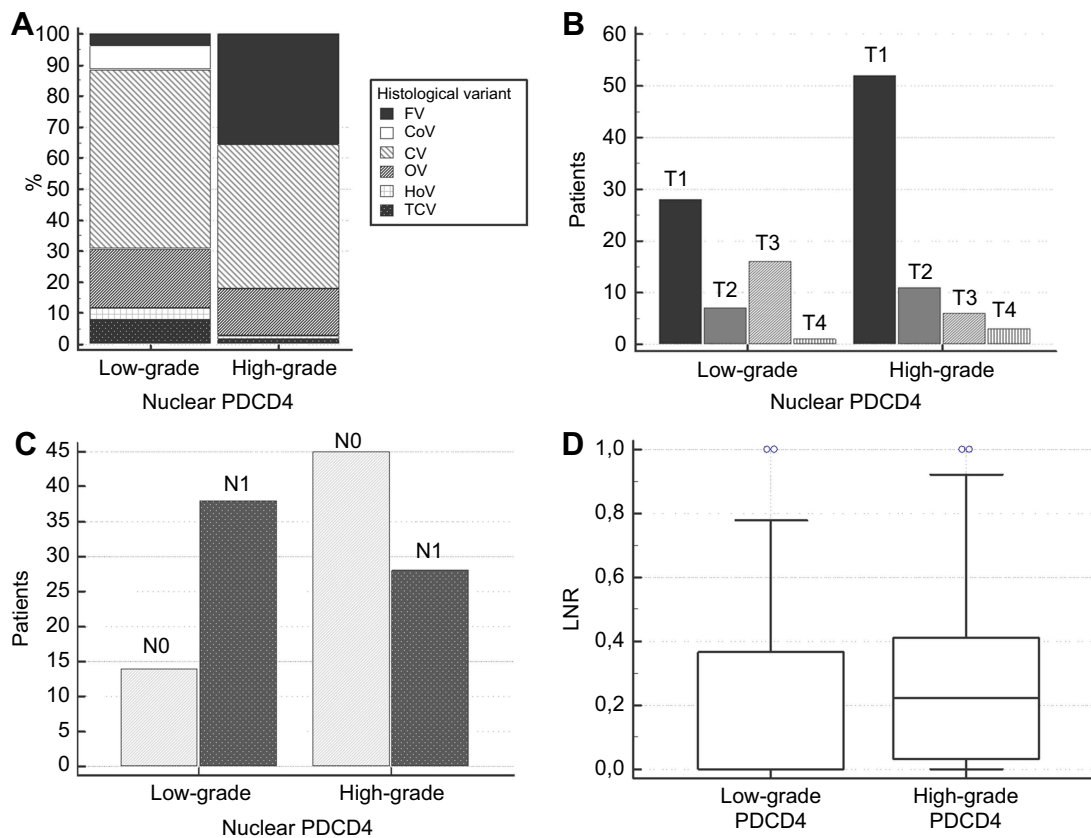 A
100
90
80
70
60
50
40
30
20
10
0
%
Low-grade High-grade
Nuclear PDCD4
Histological variant
FV
CoV
CV
OV
HoV
TCV
B
60
50
40
30
20
10
0
Patients
T1
T2
T3
T4
T1
T2
T3
T4
Low-grade High-grade
Nuclear PDCD4
C
45
40
35
30
25
20
15
10
5
0
Patients
N0
N1
N0
N1
Low-grade High-grade
Nuclear PDCD4
D
1,0
0,8
0,6
0,4
0,2
0,0
LNR
Low-grade
PDCD4
High-grade
PDCD4